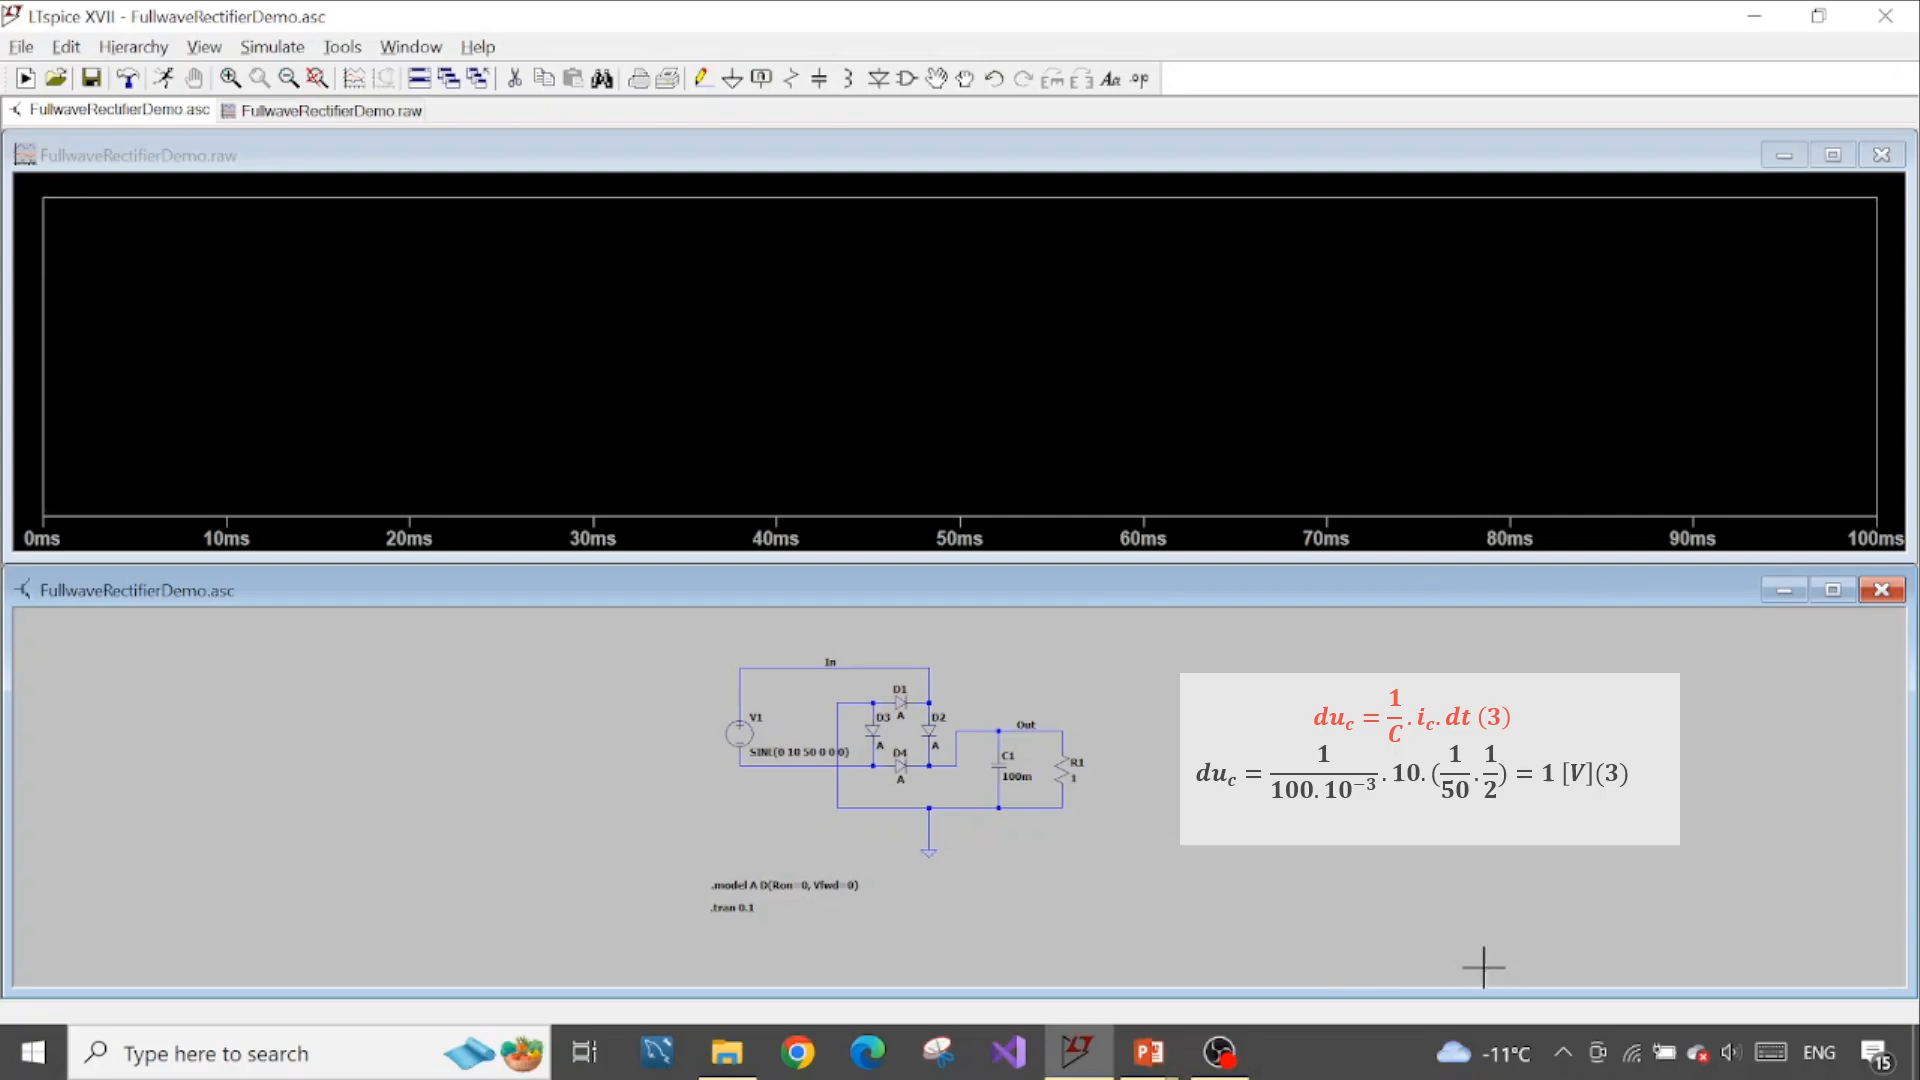 LTspice XVII - FullwaveRectifierDemo.asc
File Edit Hierarchy View Simulate Tools Window Help
FullwaveRectifierDemo.asc FullwaveRectifierDemo.raw
FullwaveRectifierDemo.raw
0ms 10ms 20ms 30ms 40ms 50ms 60ms 70ms 80ms 90ms 100ms
FullwaveRectifierDemo.asc
In
D1
A
D3
A
D2
A
V1
SINE(0 10 50 0 0 0)
D4
A
Out
C1
100m
R1
1
.model A D(Ron=0, Vfwd=0)
.tran 0.1
du_c = 1/C . i_c. dt (3)
du_c = 1/100. 10^-3 . 10. (1/50 . 1/2) = 1 [V](3)
Type here to search
-11°C ENG 15